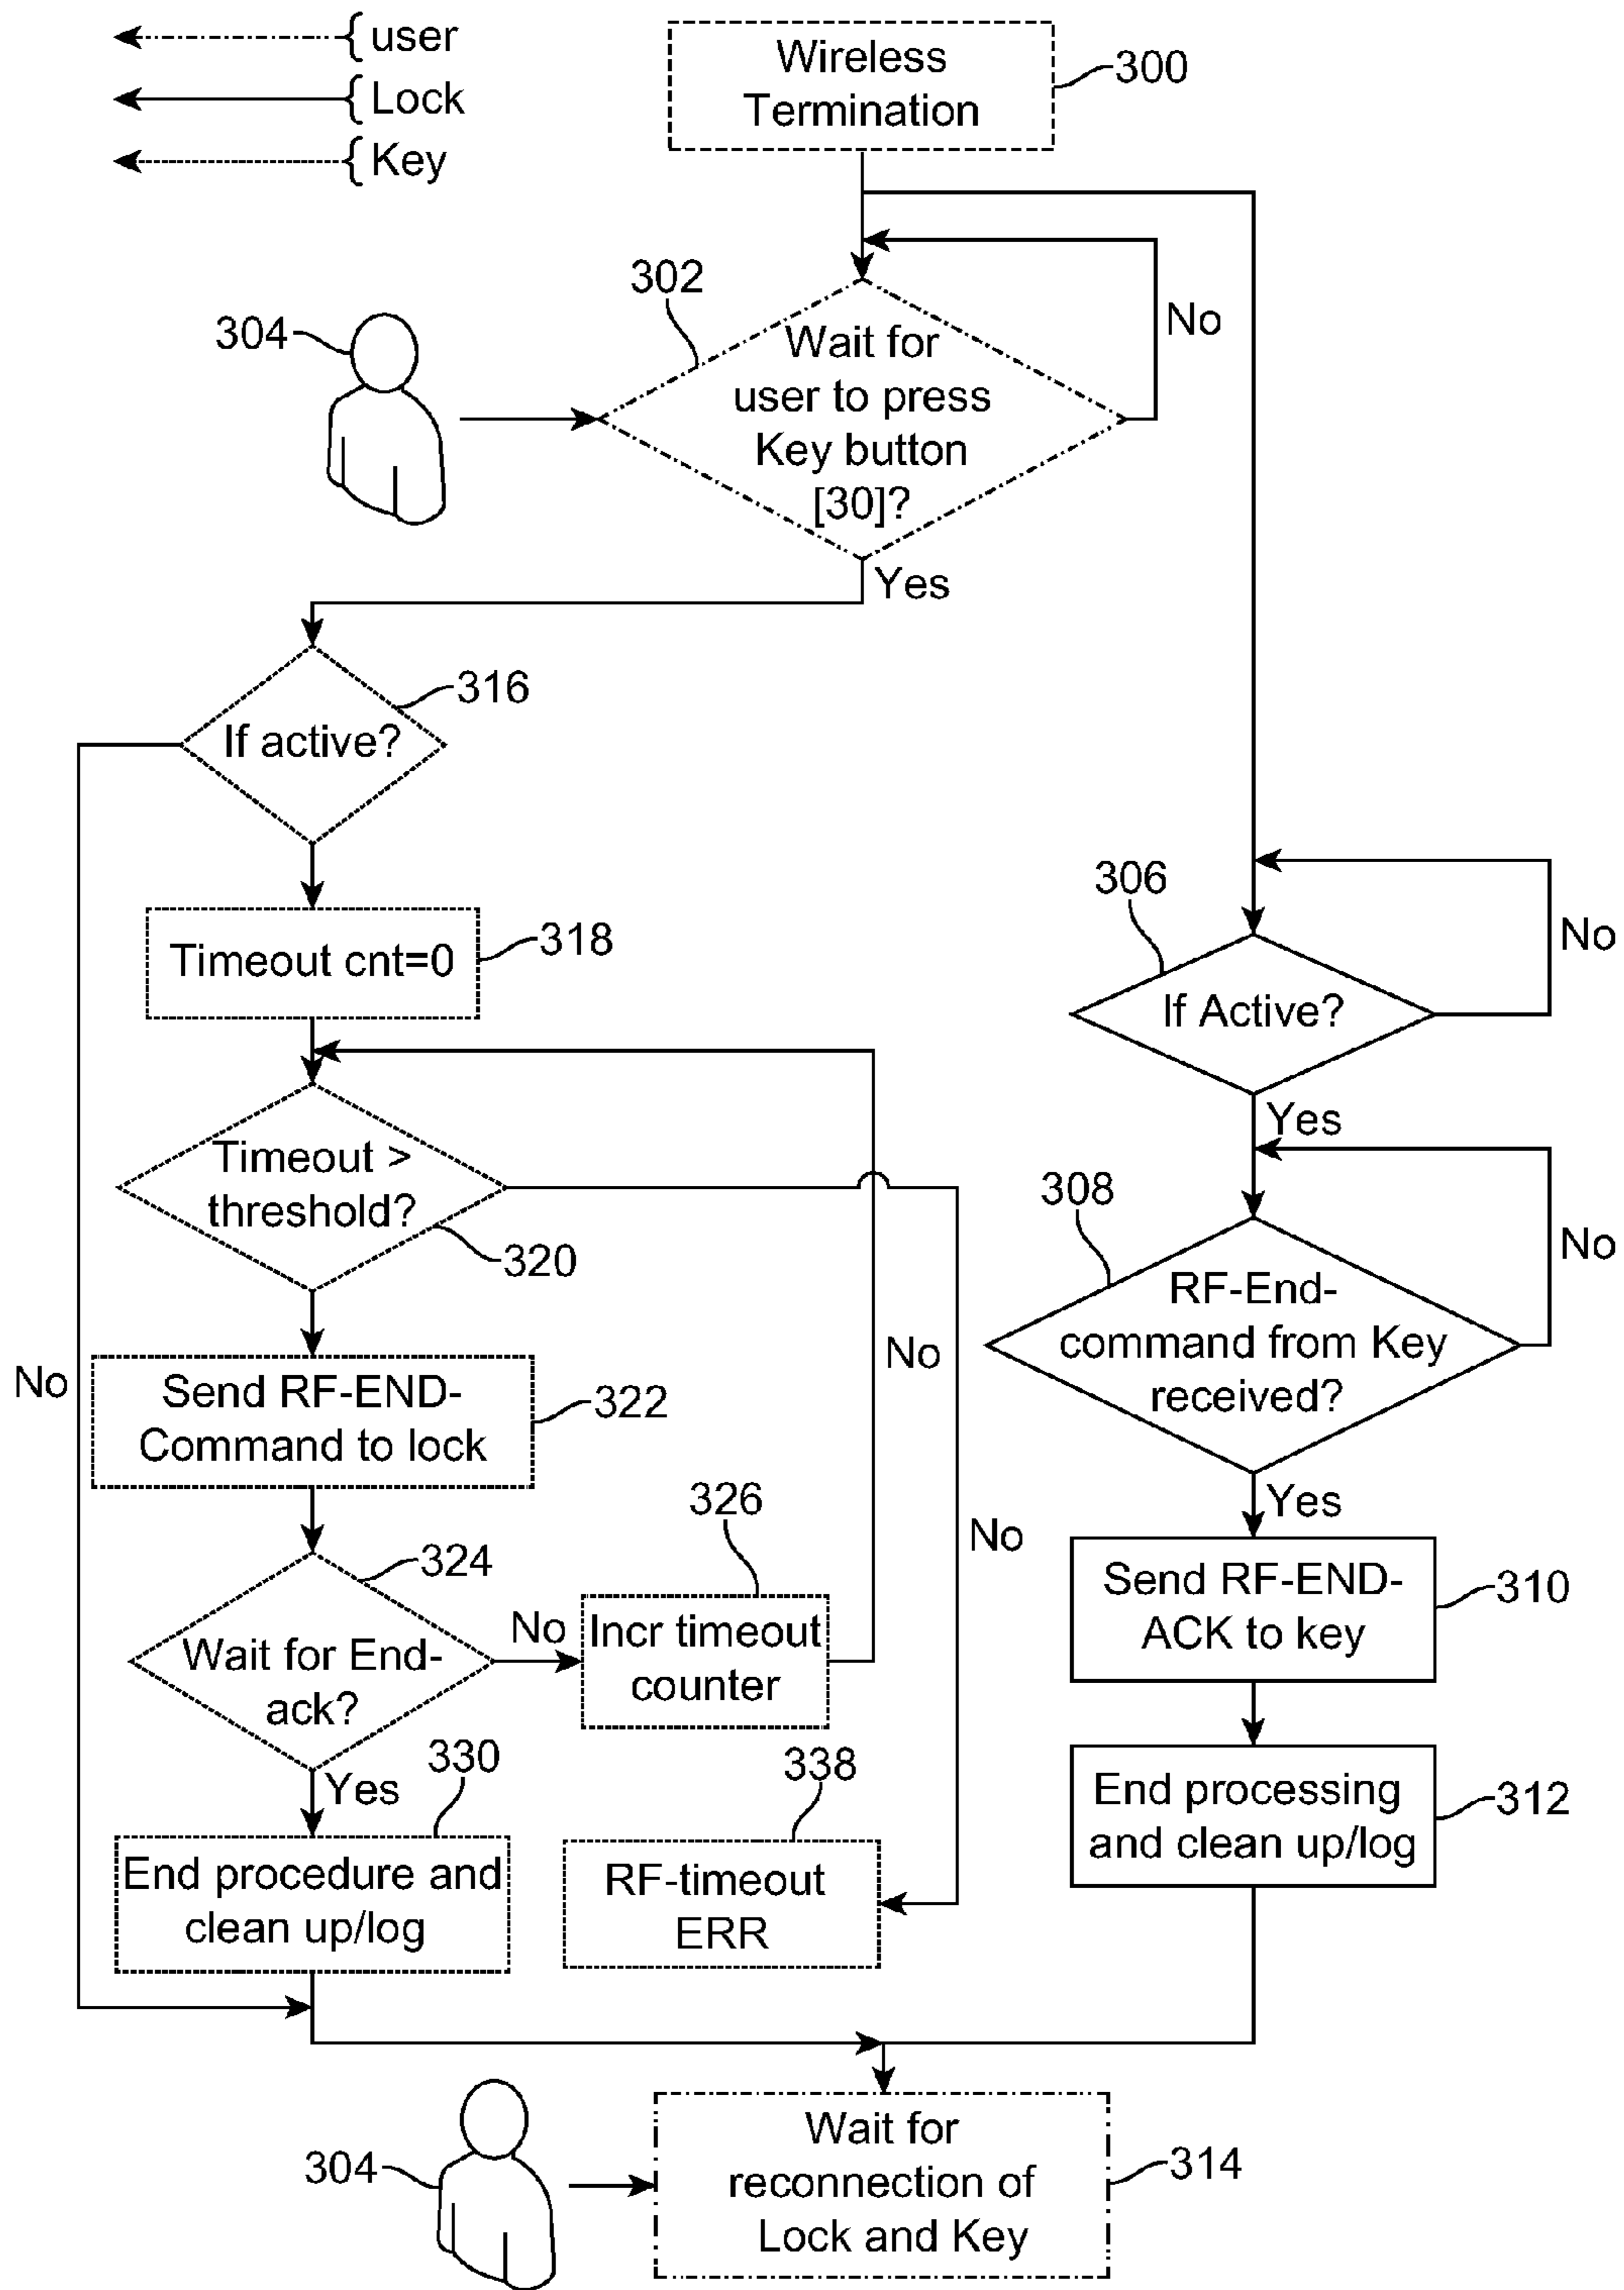 user
Lock
Key
Wireless
Termination
300
302
304
Wait for
user to press
Key button
[30]?
No
Yes
316
If active?
306
No
If Active?
318
Timeout cnt=0
Yes
308
Timeout >
threshold?
320
No
RF-End-
command from Key
received?
No
No
Send RF-END-
Command to lock
322
326
Yes
324
No
Wait for End-
ack?
No
Incr timeout
counter
Send RF-END-
ACK to key
310
Yes
330
338
End processing
and clean up/log
312
End procedure and
clean up/log
RF-timeout
ERR
304
Wait for
reconnection of
Lock and Key
314